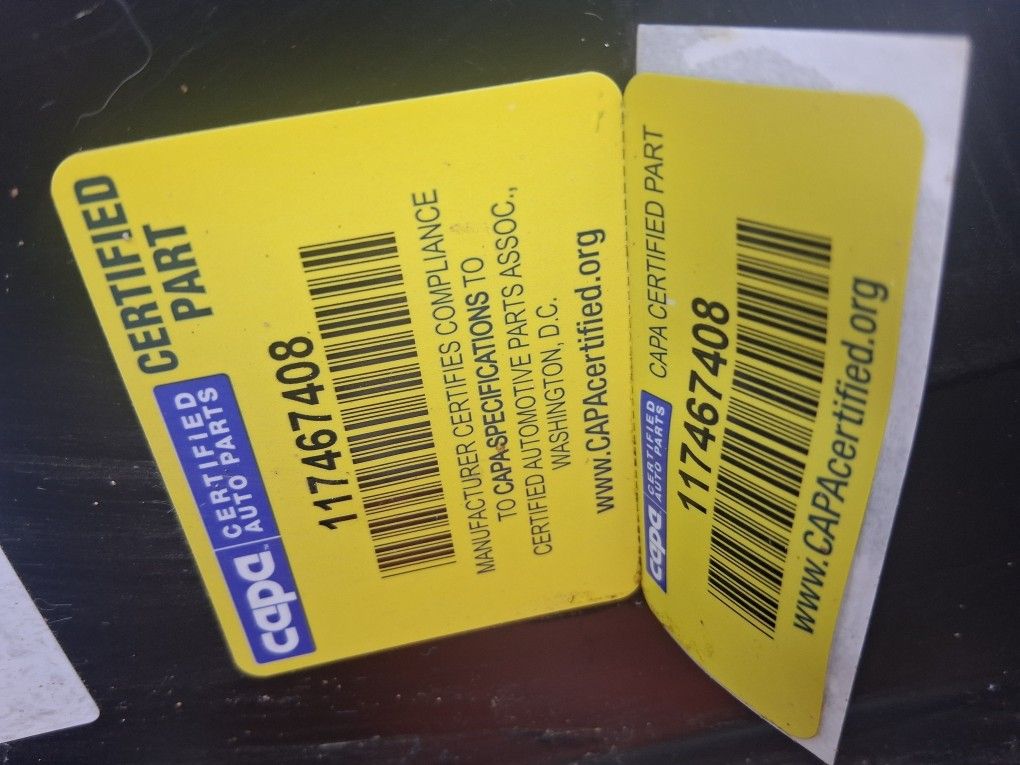 capa CERTIFIED AUTO PARTS
CERTIFIED
PART
117467408
MANUFACTURER CERTIFIES COMPLIANCE
TO CAPA SPECIFICATIONS TO
CERTIFIED AUTOMOTIVE PARTS ASSOC.,
WASHINGTON, D.C.
www.CAPAcertified.org
capa CERTIFIED AUTO PARTS
CAPA CERTIFIED PART
117467408
www.CAPAcertified.org